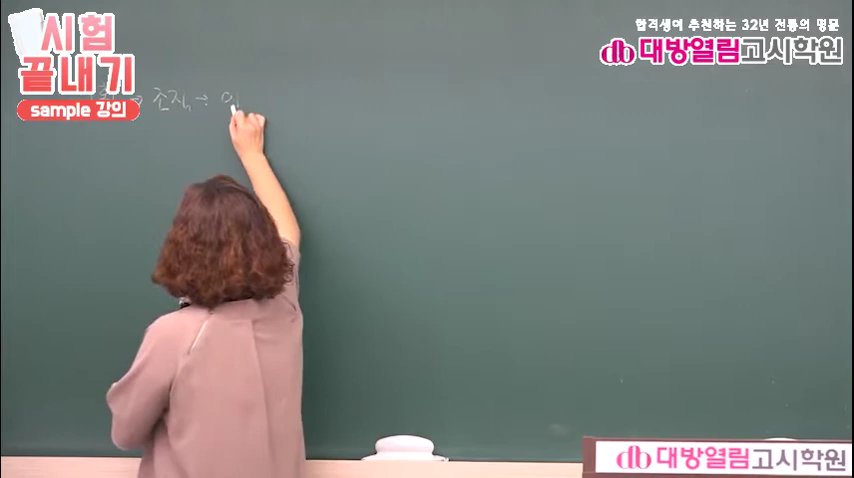 시험
끝내기
sample 강의
합격생이 추천하는 32년 전통의 명문
db 대방열림고시학원
db 대방열림고시학원